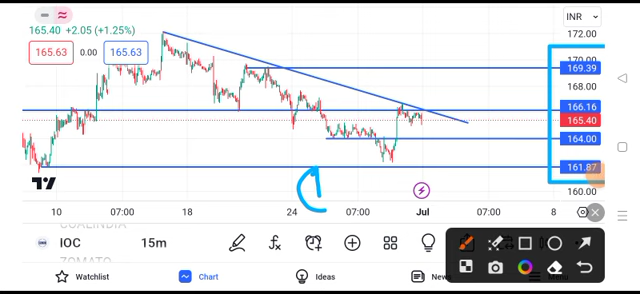 INR
165.40 +2.05 (+1.25%)
165.63 0.00 165.63
172.00
170.00
169.39
168.00
166.16
165.40
164.00
161.87
160.00
10 07:00 18 24 07:00 Jul 07:00 8
IOC 15m
ZOMATO
Watchlist Chart Ideas News